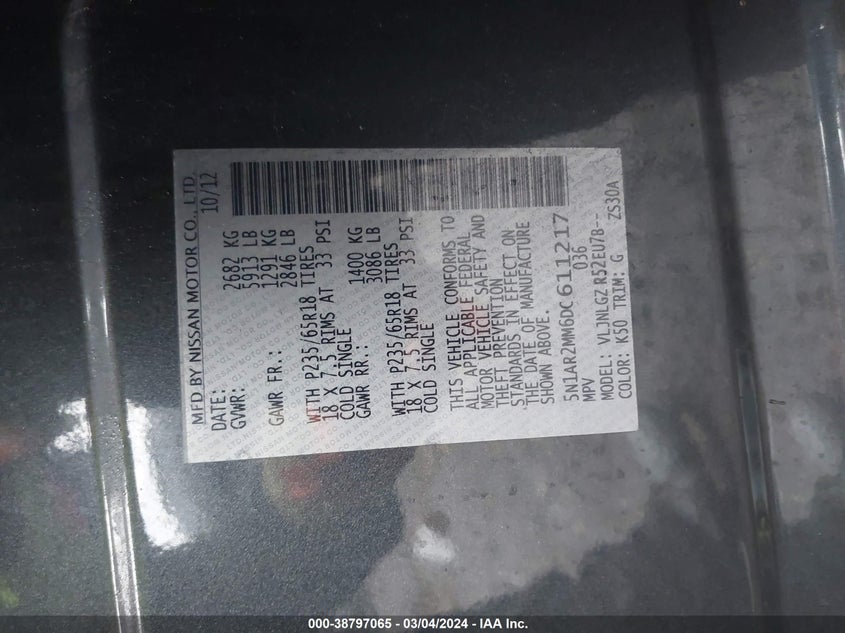 MFD BY NISSAN MOTOR CO., LTD.
DATE: 10/12
GVWR: 2682 KG
5913 LB
GAWR FR.: 1291 KG
2846 LB
WITH P235/65R18 TIRES
18 X 7.5 RIMS AT 33 PSI
COLD SINGLE
GAWR RR.: 1400 KG
3086 LB
WITH P235/65R18 TIRES
18 X 7.5 RIMS AT 33 PSI
COLD SINGLE
THIS VEHICLE CONFORMS TO
ALL APPLICABLE FEDERAL
MOTOR VEHICLE SAFETY AND
THEFT PREVENTION
STANDARDS IN EFFECT ON
THE DATE OF MANUFACTURE
SHOWN ABOVE.
5N1AR2MM6DC611217
MPV 036
MODEL: VLJNLGZ R52EU7B--
COLOR: K50 TRIM: G ZS30A
000-38797065 - 03/04/2024 - IAA Inc.